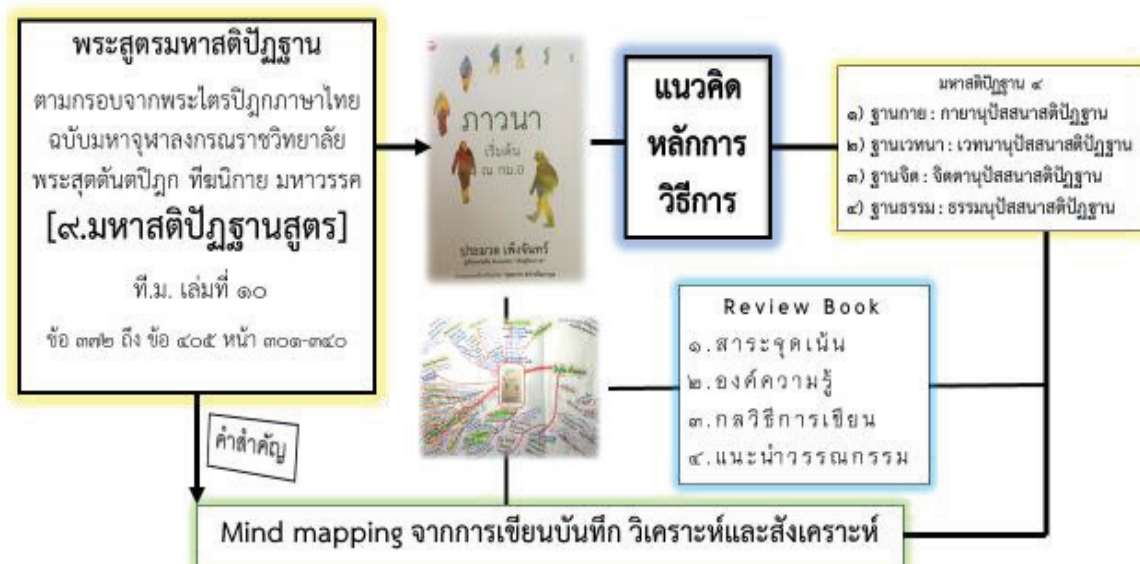 พระสูตรมหาสติปัฏฐาน
ตามกรอบจากพระไตรปิฎกภาษาไทย
ฉบับมหาจุฬาลงกรณราชวิทยาลัย
พระสุตตันตปิฎก ทีฆนิกาย มหาวรรค
[๙.มหาสติปัฏฐานสูตร]
ที.ม. เล่มที่ ๑๐
ข้อ ๓๗๒ ถึง ข้อ ๔๐๕ หน้า ๓๐๑-๓๔๐
ภาวนา
เริ่มต้น
ณ กม.0
ประมวล เพ็งจันทร์
แนวคิด
หลักการ
วิธีการ
มหาสติปัฏฐาน ๔
๑) ฐานกาย : กายานุปัสสนาสติปัฏฐาน
๒) ฐานเวทนา : เวทนานุปัสสนาสติปัฏฐาน
๓) ฐานจิต : จิตตานุปัสสนาสติปัฏฐาน
๔) ฐานธรรม : ธรรมนุปัสสนาสติปัฏฐาน
Review Book
๑.สาระจุดเน้น
๒.องค์ความรู้
๓.กลวิธีการเขียน
๔.แนะนำวรรณกรรม
คำสำคัญ
Mind mapping จากการเขียนบันทึก วิเคราะห์และสังเคราะห์